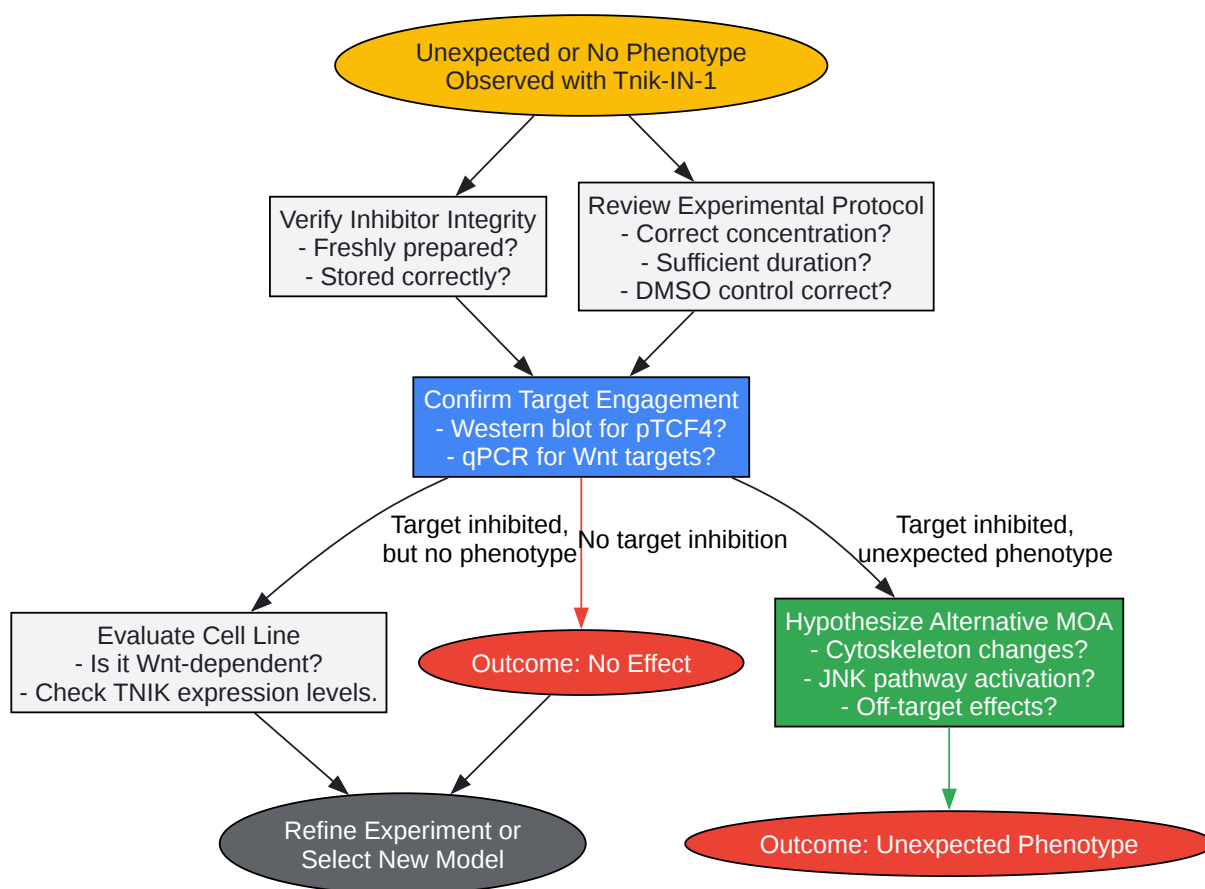 Unexpected or No Phenotype
Observed with Tnik-IN-1
Verify Inhibitor Integrity
- Freshly prepared?
- Stored correctly?
Review Experimental Protocol
- Correct concentration?
- Sufficient duration?
- DMSO control correct?
Confirm Target Engagement
- Western blot for pTCF4?
- qPCR for Wnt targets?
Target inhibited,
but no phenotype
No target inhibition
Target inhibited,
unexpected phenotype
Evaluate Cell Line
- Is it Wnt-dependent?
- Check TNIK expression levels.
Outcome: No Effect
Hypothesize Alternative MOA
- Cytoskeleton changes?
- JNK pathway activation?
- Off-target effects?
Refine Experiment or
Select New Model
Outcome: Unexpected Phenotype